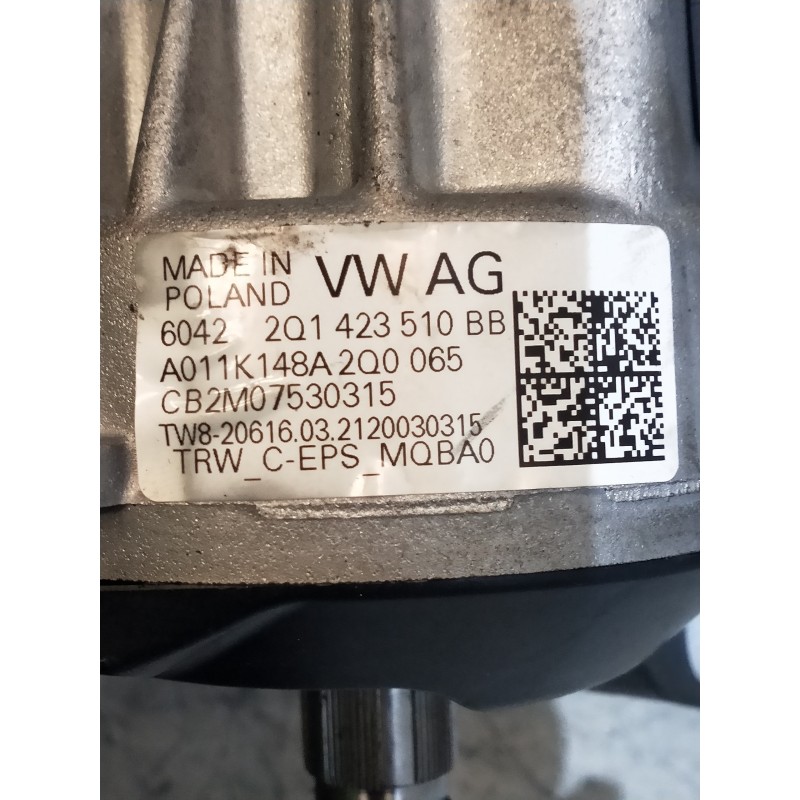 MADE IN VW AG
POLAND
6042 2Q1 423 510 BB
A011K148A 2Q0 065
CB2M07530315
TW8-20616.03.2120030315
TRW_C-EPS_MQBA0